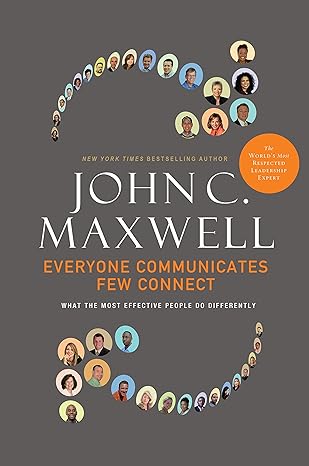 NEW YORK TIMES BESTSELLING AUTHOR
The
WORLD'S Most
RESPECTED
LEADERSHIP
EXPERT
JOHN C.
MAXWELL
EVERYONE COMMUNICATES
FEW CONNECT
WHAT THE MOST EFFECTIVE PEOPLE DO DIFFERENTLY